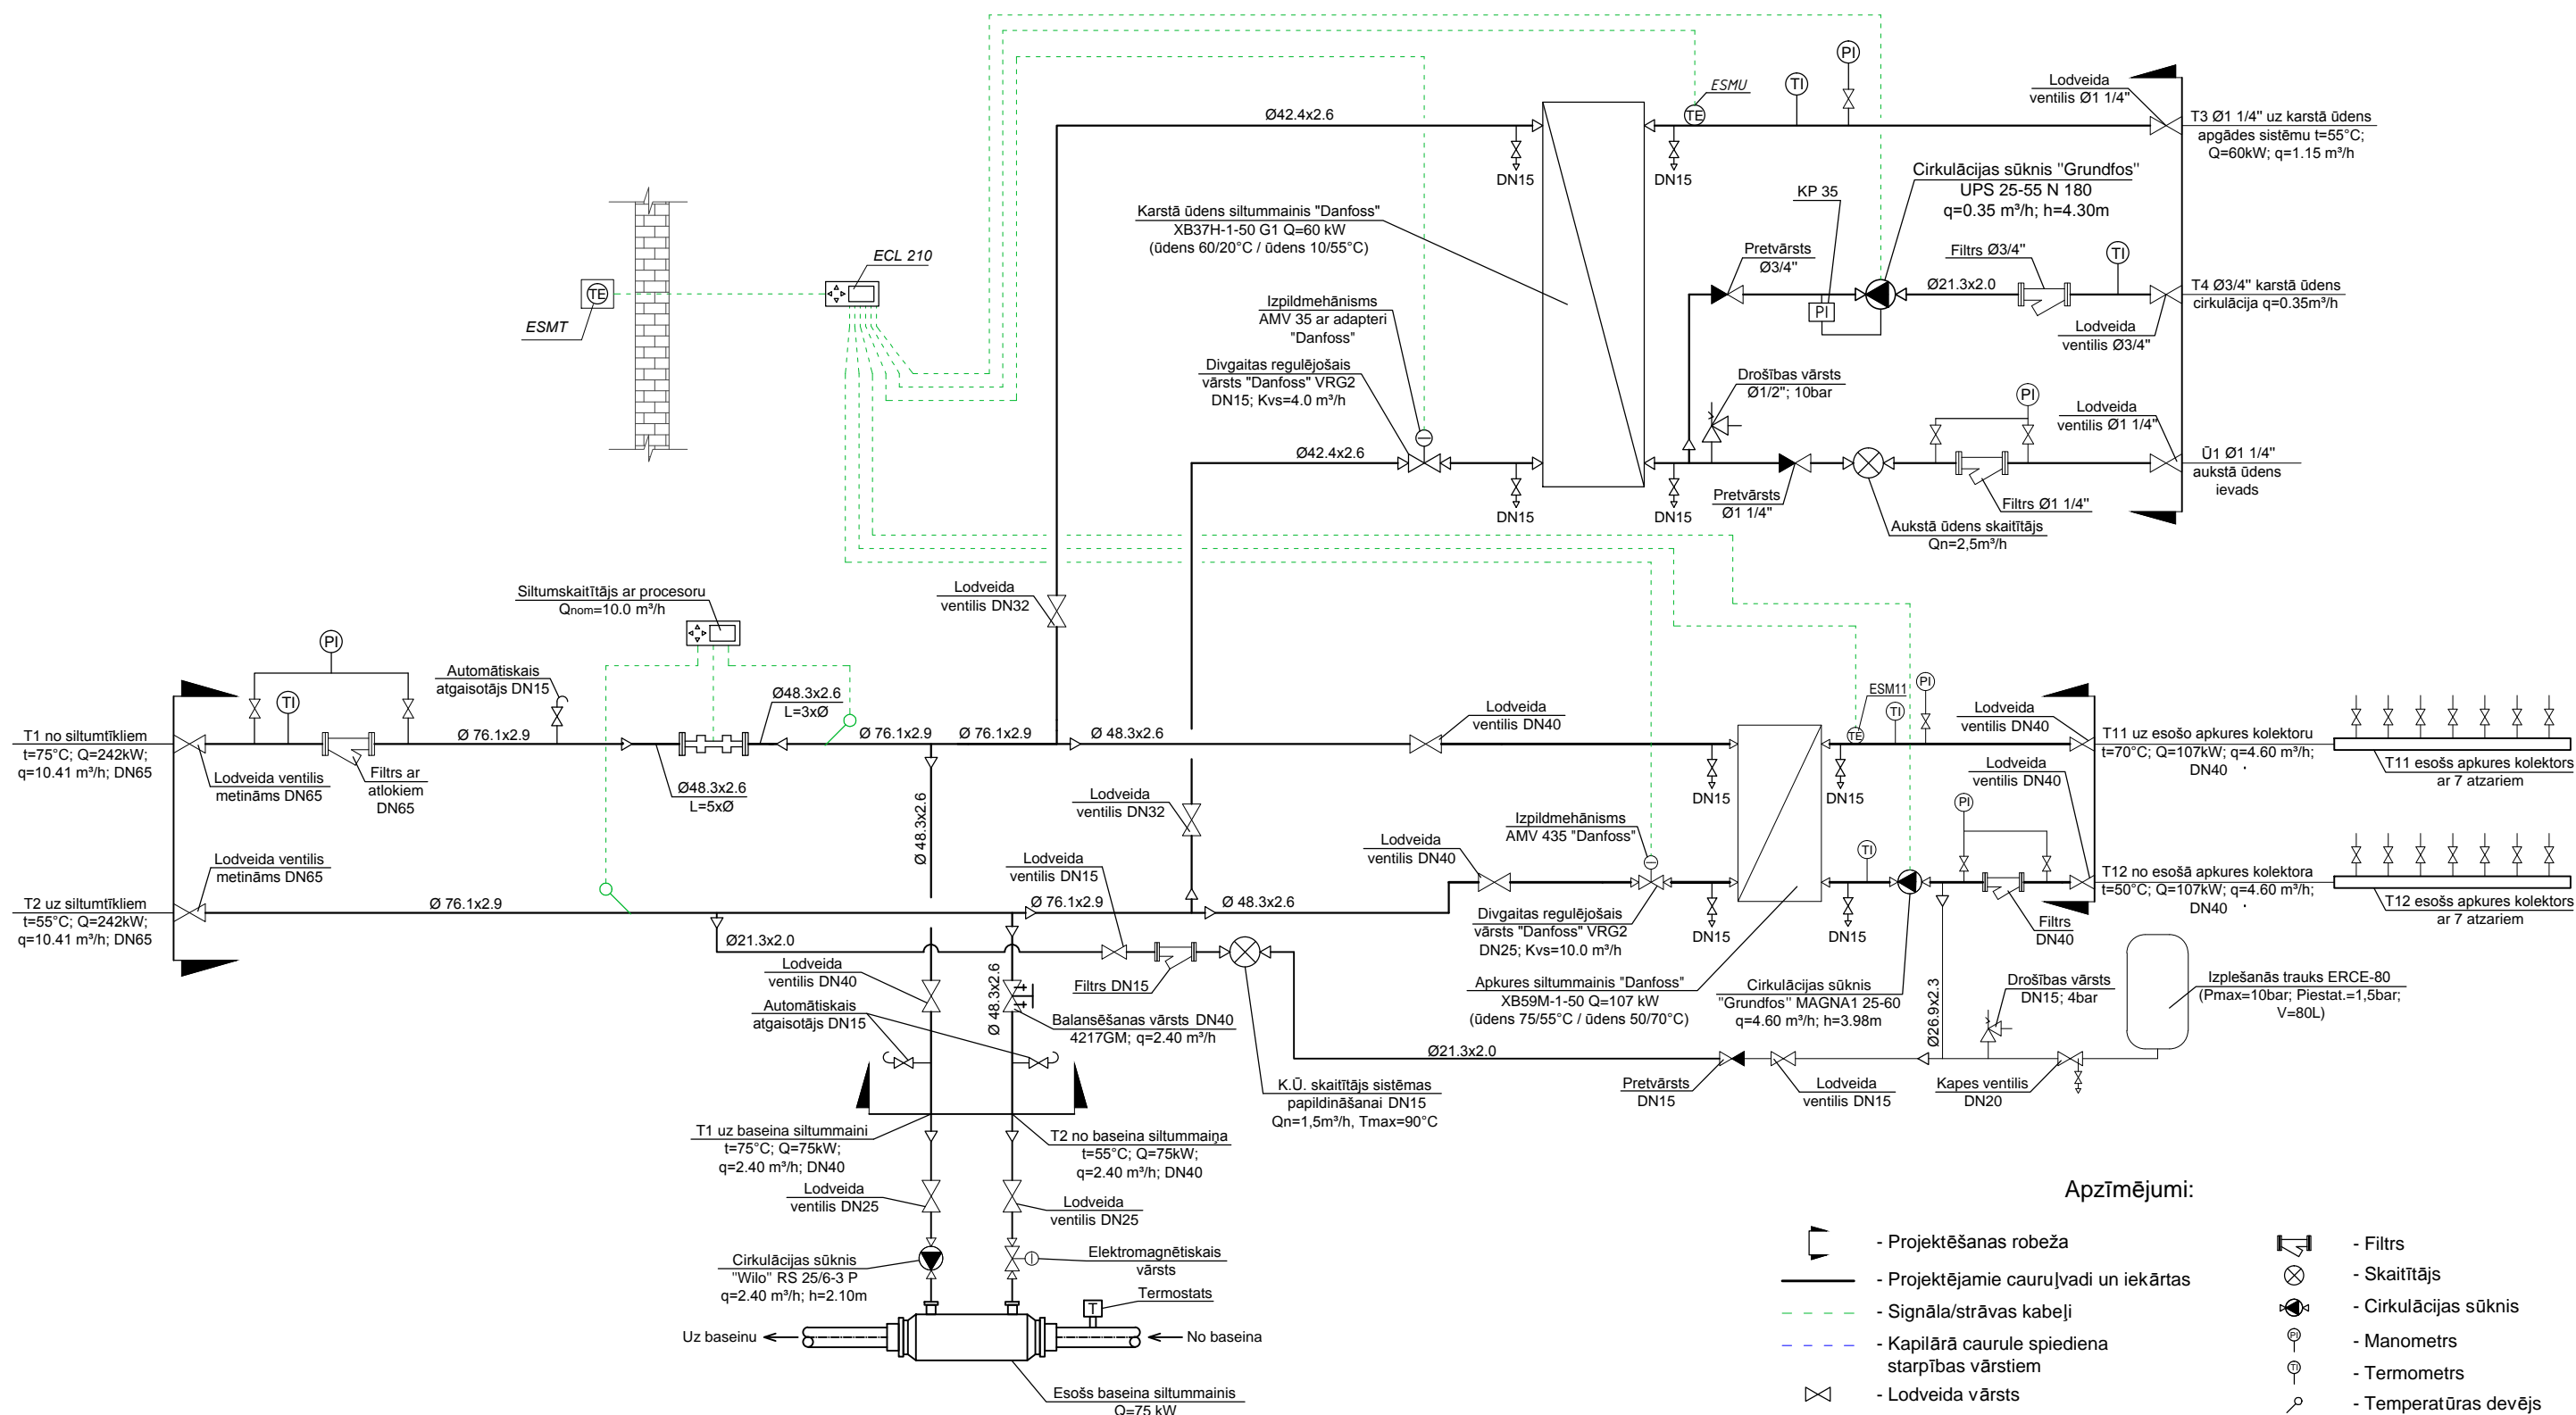 ESMU
PI
TI
TE
Lodveida
ventilis Ø1 1/4"
Ø42.4x2.6
T3 Ø1 1/4" uz karstā ūdens
apgādes sistēmu t=55°C;
Q=60kW; q=1.15 m³/h
DN15
DN15
Cirkulācijas sūknis "Grundfos"
UPS 25-55 N 180
q=0.35 m³/h; h=4.30m
KP 35
Karstā ūdens siltummainis "Danfoss"
XB37H-1-50 G1 Q=60 kW
(ūdens 60/20°C / ūdens 10/55°C)
Pretvārsts
Ø3/4"
Filtrs Ø3/4"
TI
ECL 210
TE
ESMT
Ø21.3x2.0
PI
T4 Ø3/4" karstā ūdens
cirkulācija q=0.35m³/h
Lodveida
ventilis Ø3/4"
Izpildmehānisms
AMV 35 ar adapteri
"Danfoss"
Divgaitas regulējošais
vārsts "Danfoss" VRG2
DN15; Kvs=4.0 m³/h
Drošības vārsts
Ø1/2"; 10bar
PI
Lodveida
ventilis Ø1 1/4"
Ø42.4x2.6
Ū1 Ø1 1/4"
aukstā ūdens
ievads
DN15
DN15
Pretvārsts
Ø1 1/4"
Filtrs Ø1 1/4"
Aukstā ūdens skaitītājs
Qn=2,5m³/h
Siltumskaitītājs ar procesoru
Qnom=10.0 m³/h
Lodveida
ventilis DN32
PI
TI
Automātiskais
atgaisotājs DN15
Ø48.3x2.6
L=3xØ
Lodveida
ventilis DN40
ESM11
TE
TI
PI
Lodveida
ventilis DN40
T1 no siltumtīkliem
t=75°C; Q=242kW;
q=10.41 m³/h; DN65
Ø 76.1x2.9
Ø 76.1x2.9
Ø 76.1x2.9
Ø 48.3x2.6
T11 uz esošo apkures kolektoru
t=70°C; Q=107kW; q=4.60 m³/h;
DN40
T11 esošs apkures kolektors
ar 7 atzariem
Lodveida ventilis
metināms DN65
Filtrs ar
atlokiem
DN65
Ø48.3x2.6
L=5xØ
Ø 48.3x2.6
Lodveida
ventilis DN32
DN15
DN15
Lodveida
ventilis DN40
PI
Izpildmehānisms
AMV 435 "Danfoss"
Lodveida ventilis
metināms DN65
Lodveida
ventilis DN15
Lodveida
ventilis DN40
TI
T12 no esošā apkures kolektora
t=50°C; Q=107kW; q=4.60 m³/h;
DN40
T12 esošs apkures kolektors
ar 7 atzariem
T2 uz siltumtīkliem
t=55°C; Q=242kW;
q=10.41 m³/h; DN65
Ø 76.1x2.9
Ø 76.1x2.9
Ø 48.3x2.6
Divgaitas regulējošais
vārsts "Danfoss" VRG2
DN25; Kvs=10.0 m³/h
DN15
DN15
Filtrs
DN40
Ø21.3x2.0
Lodveida
ventilis DN40
Ø 48.3x2.6
Filtrs DN15
Apkures siltummainis "Danfoss"
XB59M-1-50 Q=107 kW
(ūdens 75/55°C / ūdens 50/70°C)
Cirkulācijas sūknis
"Grundfos" MAGNA1 25-60
q=4.60 m³/h; h=3.98m
Ø26.9x2.3
Drošības vārsts
DN15; 4bar
Izplešanās trauks ERCE-80
(Pmax=10bar; Piestat.=1,5bar;
V=80L)
Automātiskais
atgaisotājs DN15
Balansēšanas vārsts DN40
4217GM; q=2.40 m³/h
Ø21.3x2.0
K.Ū. skaitītājs sistēmas
papildināšanai DN15
Qn=1,5m³/h, Tmax=90°C
Pretvārsts
DN15
Lodveida
ventilis DN15
Kapes ventilis
DN20
T1 uz baseina siltummaini
t=75°C; Q=75kW;
q=2.40 m³/h; DN40
T2 no baseina siltummaiņa
t=55°C; Q=75kW;
q=2.40 m³/h; DN40
Lodveida
ventilis DN25
Lodveida
ventilis DN25
Cirkulācijas sūknis
"Wilo" RS 25/6-3 P
q=2.40 m³/h; h=2.10m
Elektromagnētiskais
vārsts
Termostats
T
Uz baseinu
No baseina
Esošs baseina siltummainis
Q=75 kW
Apzīmējumi:
- Projektēšanas robeža
- Projektējamie cauruļvadi un iekārtas
- Signāla/strāvas kabeļi
- Kapilārā caurule spiediena
starpības vārstiem
- Lodveida vārsts
- Filtrs
- Skaitītājs
- Cirkulācijas sūknis
PI - Manometrs
TI - Termometrs
- Temperatūras devējs